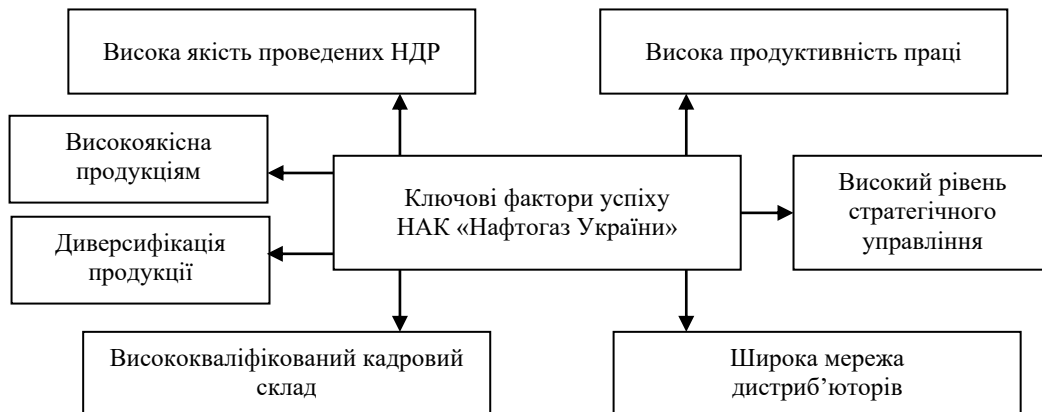 Висока якість проведених НДР
Висока продуктивність праці
Високоякісна
продукціям
Ключові фактори успіху
НАК «Нафтогаз України»
Високий рівень
стратегічного
управління
Диверсифікація
продукції
Висококваліфікований кадровий
склад
Широка мережа
дистриб’юторів